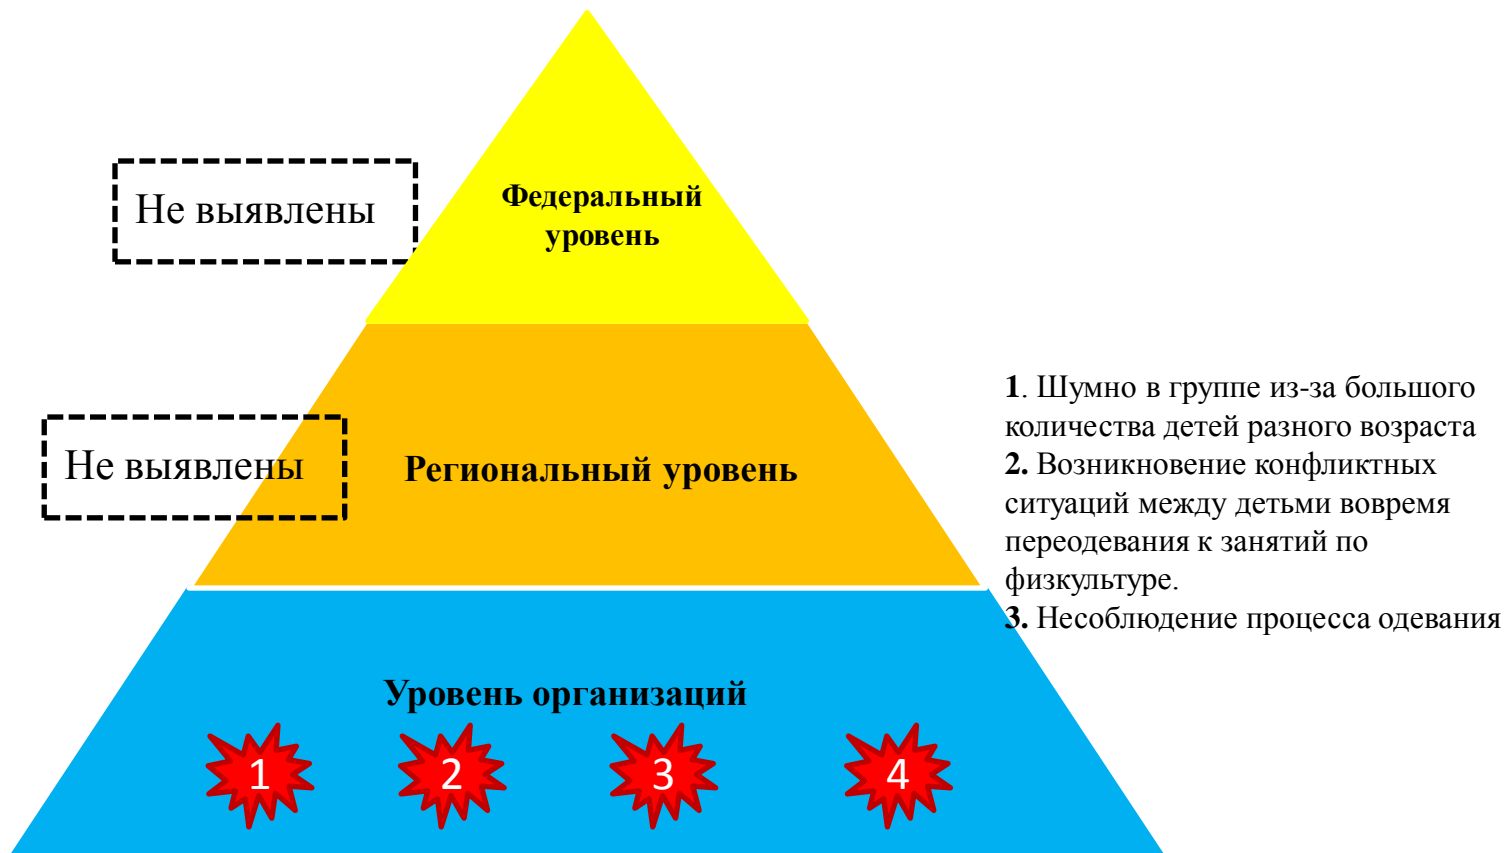 Федеральный
уровень
Не выявлены
Не выявлены
Региональный уровень
1. Шумно в группе из-за большого
количества детей разного возраста
2. Возникновение конфликтных
ситуаций между детьми вовремя
переодевания к занятий по
физкультуре.
3. Несоблюдение процесса одевания
Уровень организаций
1
2
3
4